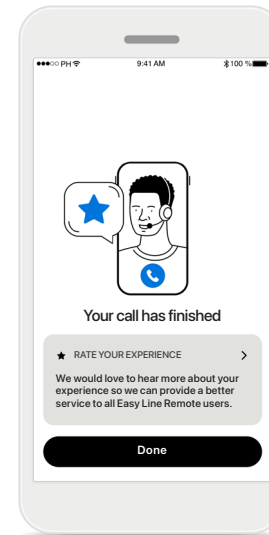 ●●●○○ PH 9:41 AM 100 %
Your call has finished
★ RATE YOUR EXPERIENCE >
We would love to hear more about your
experience so we can provide a better
service to all Easy Line Remote users.
Done